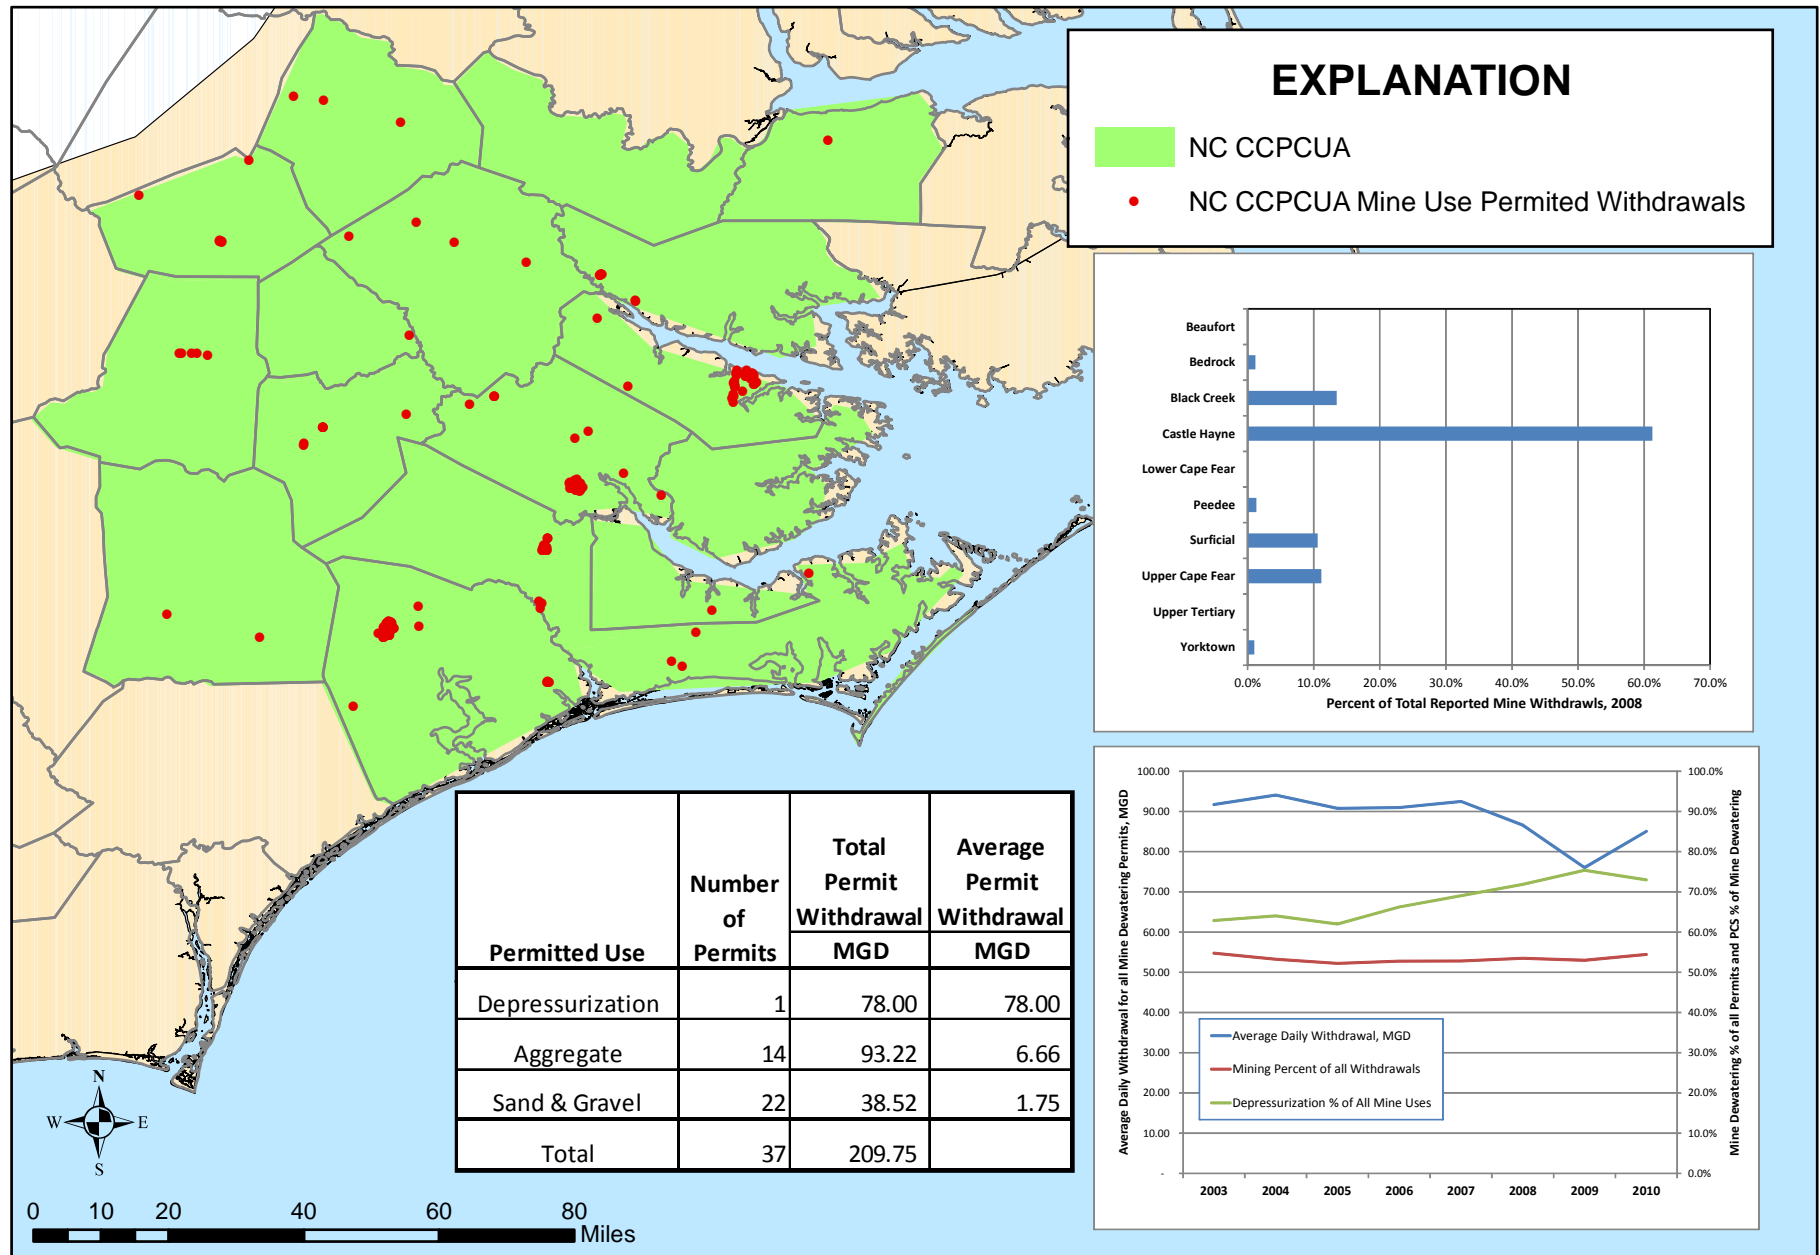 EXPLANATION
NC CCPCUA
NC CCPCUA Mine Use Permited Withdrawals
Beaufort
Bedrock
Black Creek
Castle Hayne
Lower Cape Fear
Peedee
Surficial
Upper Cape Fear
Upper Tertiary
Yorktown
0.0% 10.0% 20.0% 30.0% 40.0% 50.0% 60.0% 70.0%
Percent of Total Reported Mine Withdrawls, 2008
Average Daily Withdrawal for all Mine Dewatering Permits, MGD
100.00
90.00
80.00
70.00
60.00
50.00
40.00
30.00
20.00
10.00
-
100.0%
90.0%
80.0%
70.0%
60.0%
50.0%
40.0%
30.0%
20.0%
10.0%
0.0%
Mine Dewatering % of all Permits and PCS % of Mine Dewatering
Average Daily Withdrawal, MGD
Mining Percent of all Withdrawals
Depressurization % of All Mine Uses
2003 2004 2005 2006 2007 2008 2009 2010
Permitted Use
Number
of
Permits
Total
Permit
Withdrawal
MGD
Average
Permit
Withdrawal
MGD
Depressurization 1 78.00 78.00
Aggregate 14 93.22 6.66
Sand & Gravel 22 38.52 1.75
Total 37 209.75
N
W E
S
0 10 20 40 60 80
Miles